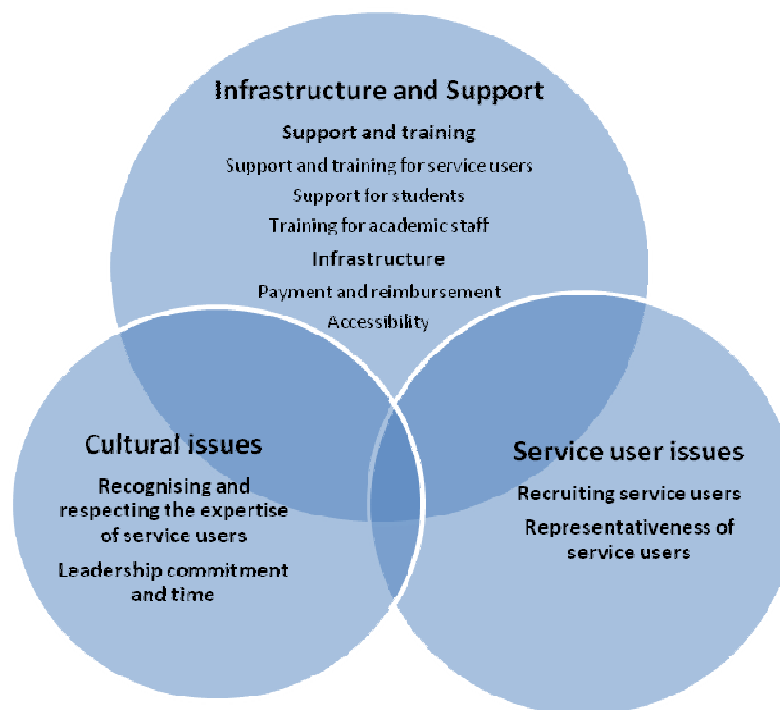 Infrastructure and Support
Support and training
Support and training for service users
Support for students
Training for academic staff
Infrastructure
Payment and reimbursement
Accessibility
Cultural issues
Recognising and
respecting the expertise
of service users
Leadership commitment
and time
Service user issues
Recruiting service users
Representativeness of
service users